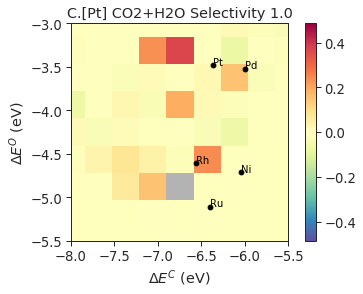 C.[Pt] CO2+H2O Selectivity 1.0
−3.0
−3.5
−4.0
−4.5
−5.0
−5.5
ΔE^O (eV)
Pt
Pd
Rh
Ni
Ru
−8.0 −7.5 −7.0 −6.5 −6.0 −5.5
ΔE^C (eV)
0.4
0.2
0.0
−0.2
−0.4